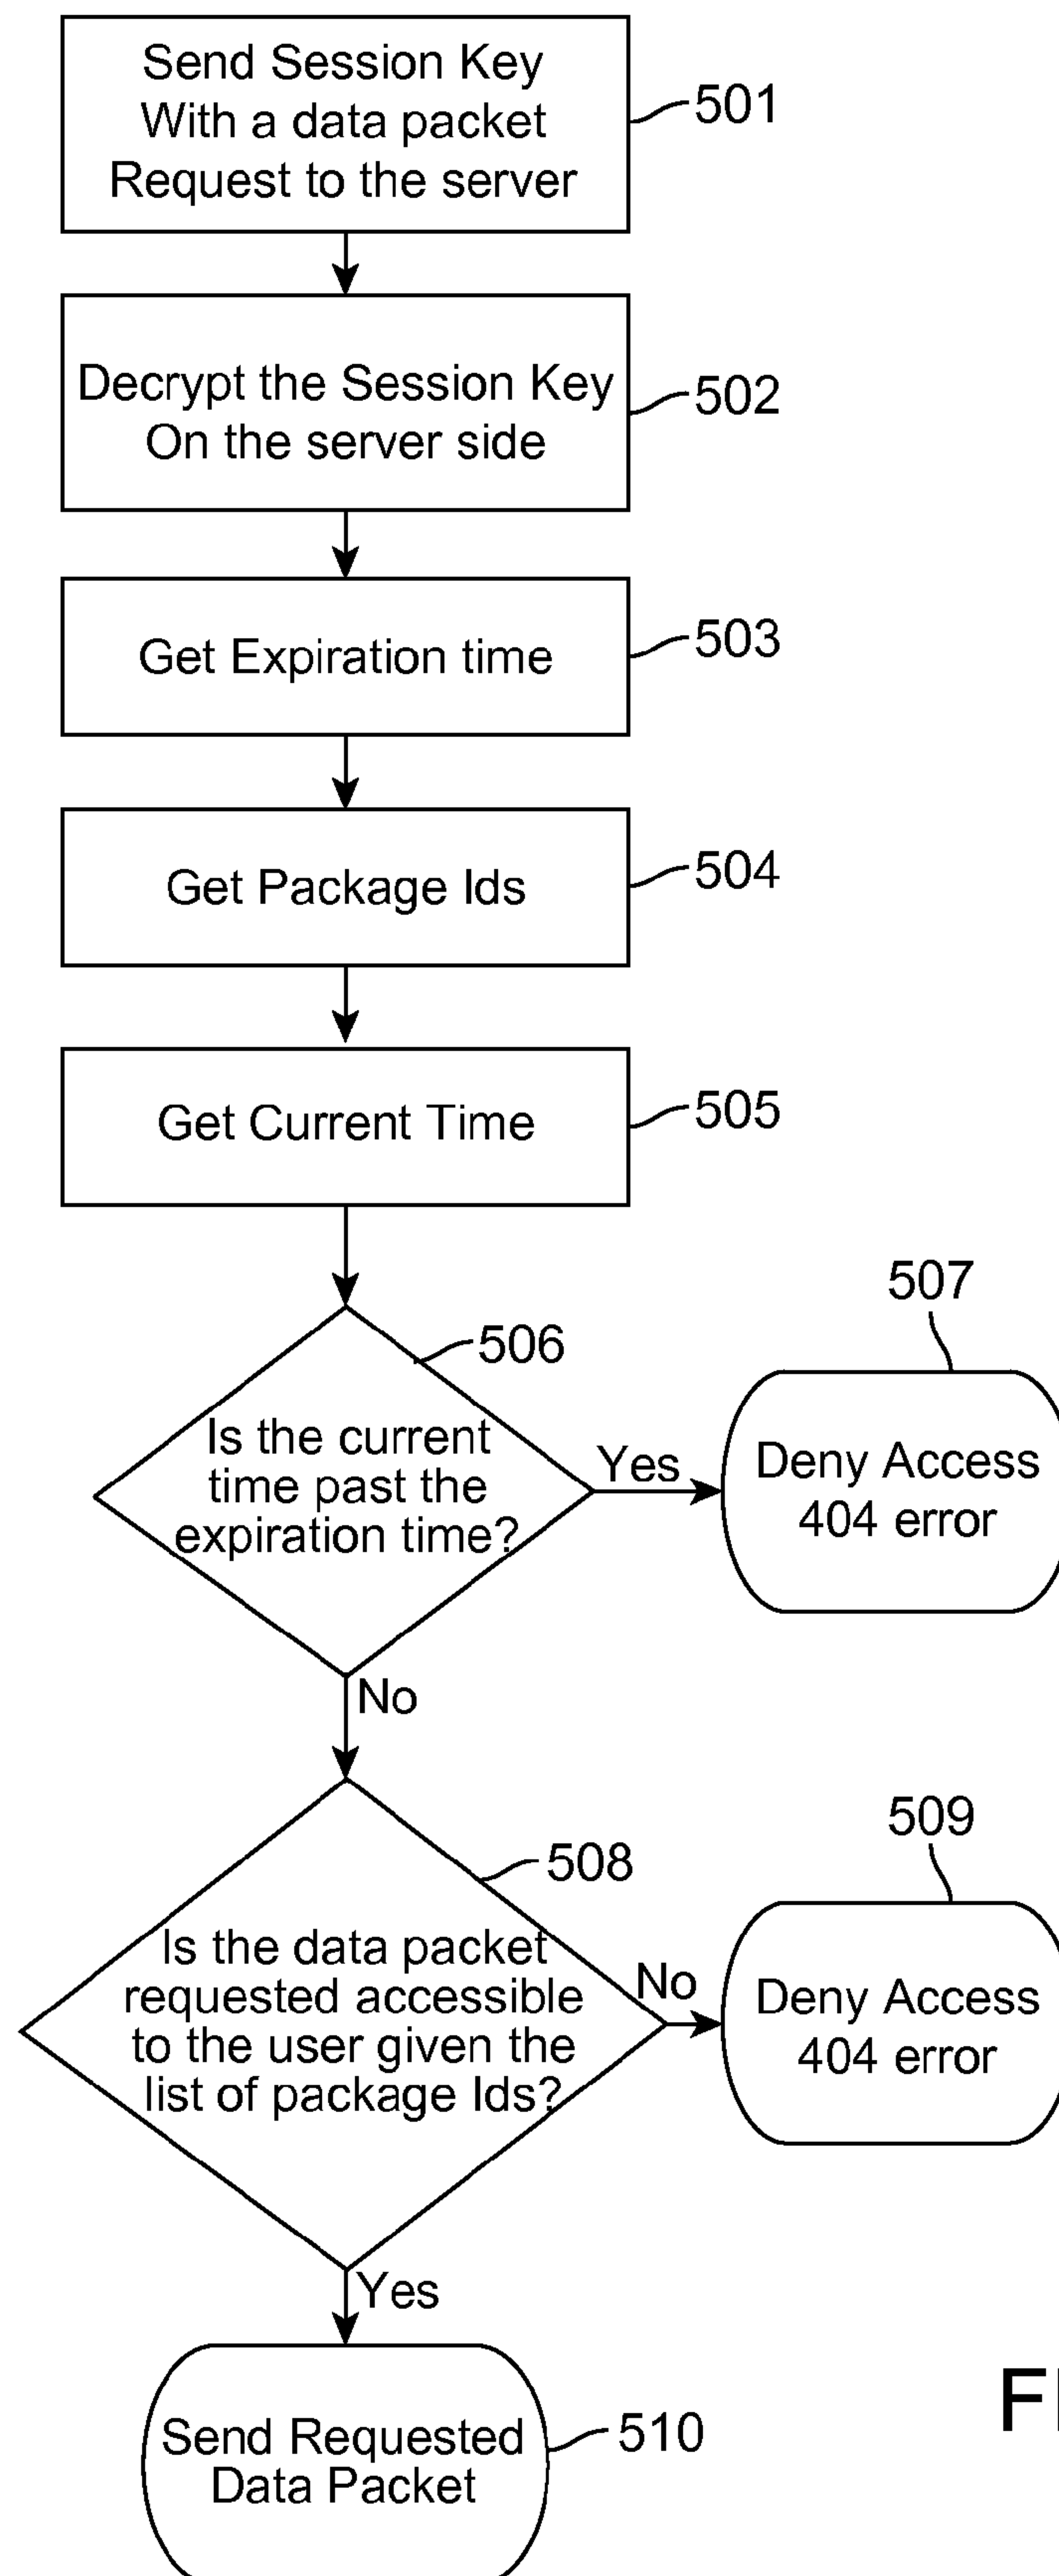 Send Session Key
With a data packet
Request to the server
501
Decrypt the Session Key
On the server side
502
Get Expiration time
503
Get Package Ids
504
Get Current Time
505
506
Is the current
time past the
expiration time?
Yes
507
Deny Access
404 error
No
508
Is the data packet
requested accessible
to the user given the
list of package Ids?
No
509
Deny Access
404 error
Yes
Send Requested
Data Packet
510